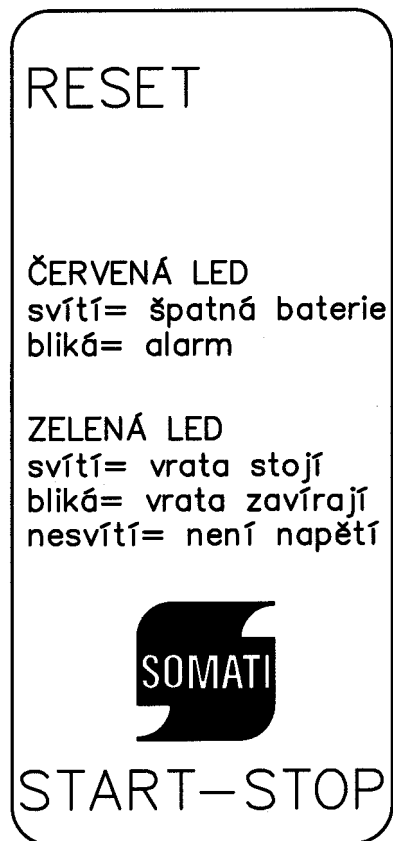 RESET
ČERVENÁ LED
svítí= špatná baterie
bliká= alarm
ZELENÁ LED
svítí= vrata stojí
bliká= vrata zavírají
nesvítí= není napětí
SOMATI
START–STOP